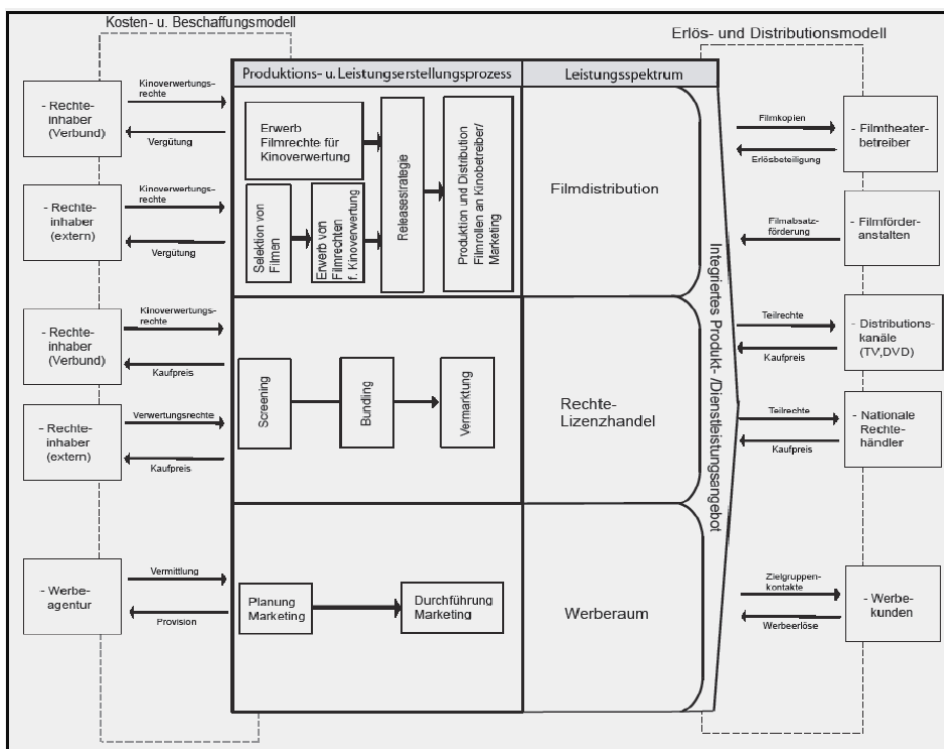 Kosten- u. Beschaffungsmodell
Erlös- und Distributionsmodell
Produktions- u. Leistungserstellungsprozess
Leistungsspektrum
- Rechte-
inhaber
(Verbund)
Kinoverwertungs-
rechte
Vergütung
- Rechte-
inhaber
(extern)
Kinoverwertungs-
rechte
Vergütung
- Rechte-
inhaber
(Verbund)
Kinoverwertungs-
rechte
Kaufpreis
- Rechte-
inhaber
(extern)
Verwertungsrechte
Kaufpreis
- Werbe-
agentur
Vermittlung
Provision
Erwerb
Filmrechte für
Kinoverwertung
Selektion von
Filmen
Erwerb von
Filmrechten
f. Kinoverwertung
Releasestrategie
Produktion und Distribution
Filmrollen an Kinobetreiber/
Marketing
Filmdistribution
Screening
Bundling
Vermarktung
Rechte-
Lizenzhandel
Planung
Marketing
Durchführung
Marketing
Werberaum
Integriertes Produkt- /Dienstleistungsangebot
Filmkopien
Erlösbeteiligung
- Filmtheater-
betreiber
Filmabsatz-
förderung
- Filmförder-
anstalten
Teilrechte
Kaufpreis
- Distributions-
kanäle
(TV,DVD)
Teilrechte
Kaufpreis
- Nationale
Rechte-
händler
Zielgruppen-
kontakte
Werbeerlöse
- Werbe-
kunden